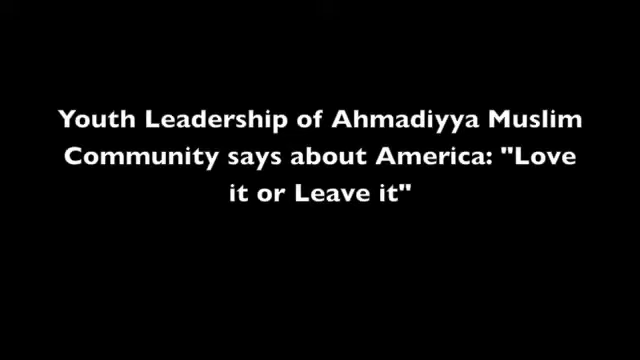 Youth Leadership of Ahmadiyya Muslim
Community says about America: "Love
it or Leave it"